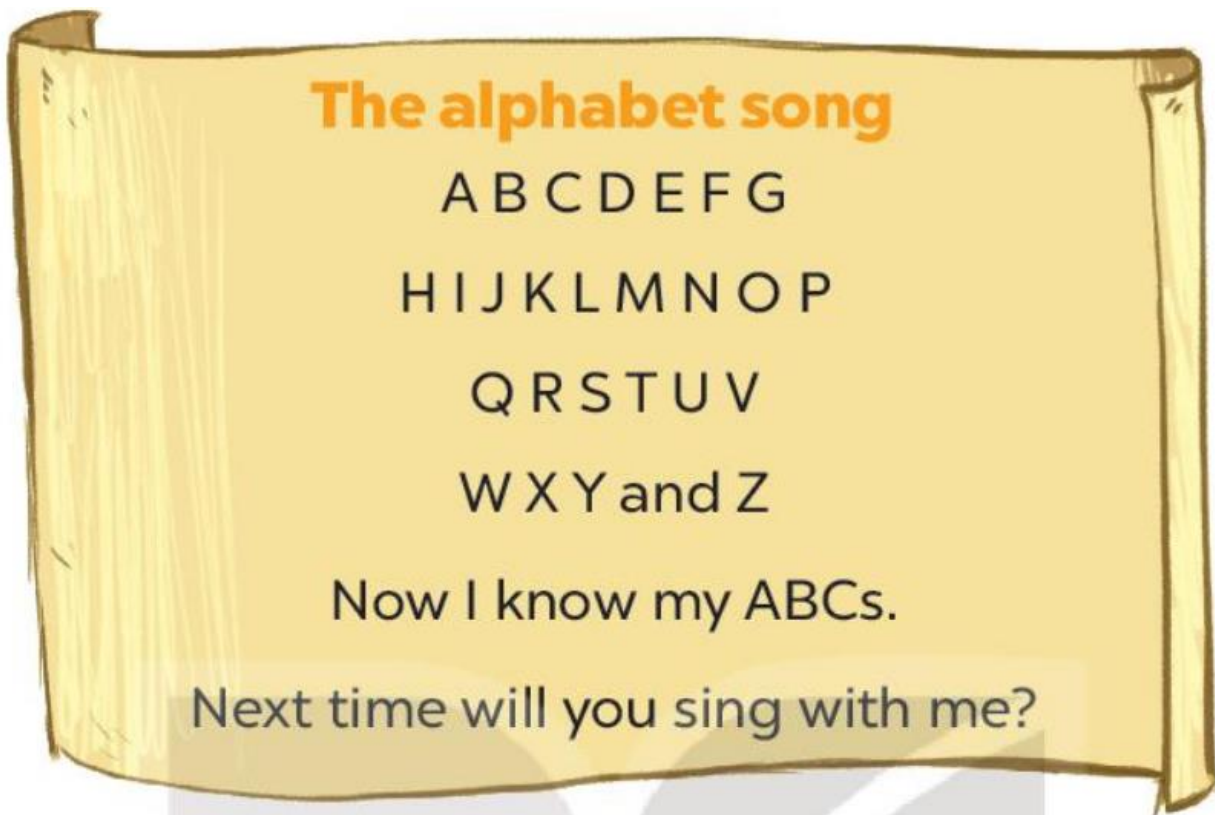 The alphabet song
A B C D E F G
H I J K L M N O P
Q R S T U V
W X Y and Z
Now I know my ABCs.
Next time will you sing with me?